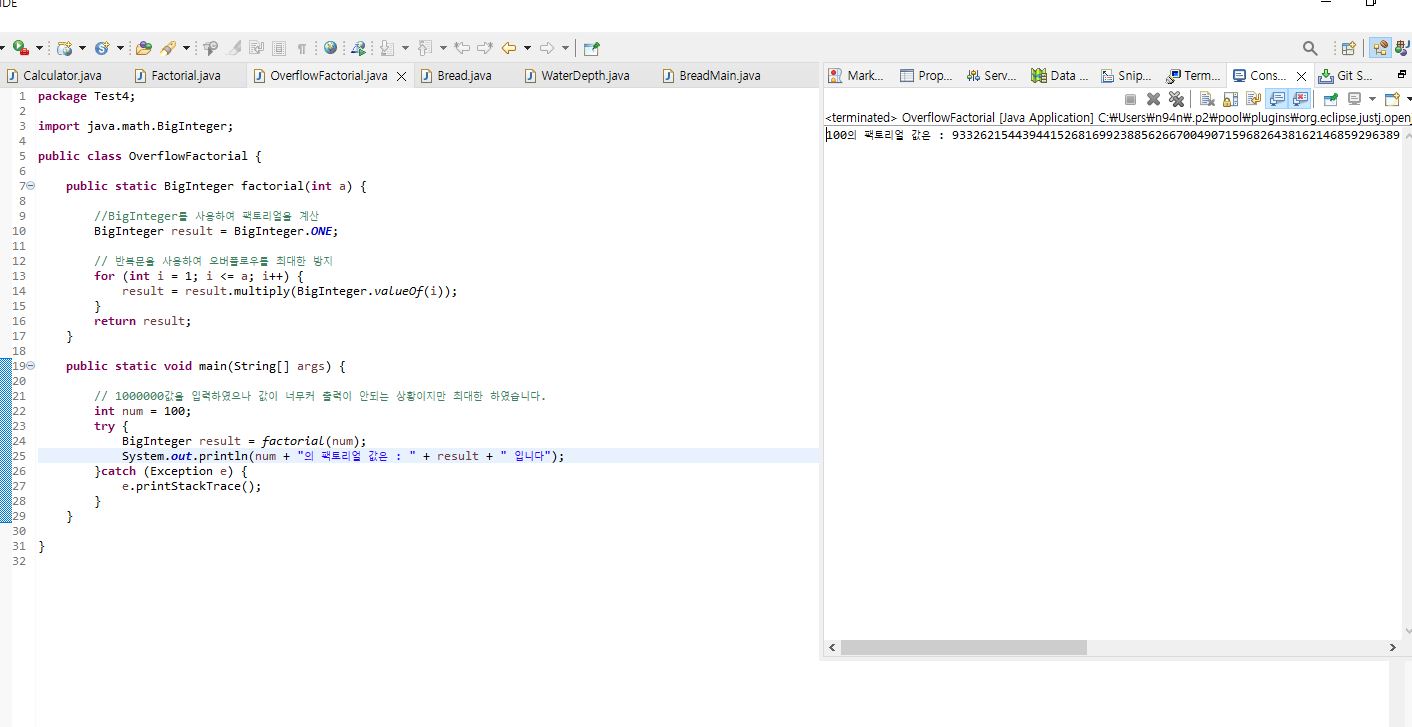 IDE
Calculator.java Factorial.java OverflowFactorial.java Bread.java WaterDepth.java BreadMain.java
1 package Test4;
2
3 import java.math.BigInteger;
4
5 public class OverflowFactorial {
6
7 public static BigInteger factorial(int a) {
8
9 //BigInteger를 사용하여 팩토리얼을 계산
10 BigInteger result = BigInteger.ONE;
11
12 // 반복문을 사용하여 오버플로우를 최대한 방지
13 for (int i = 1; i <= a; i++) {
14 result = result.multiply(BigInteger.valueOf(i));
15 }
16 return result;
17 }
18
19 public static void main(String[] args) {
20
21 // 1000000값을 입력하였으나 값이 너무커 출력이 안되는 상황이지만 최대한 하였습니다.
22 int num = 100;
23 try {
24 BigInteger result = factorial(num);
25 System.out.println(num + "의 팩토리얼 값은 : " + result + " 입니다");
26 }catch (Exception e) {
27 e.printStackTrace();
28 }
29 }
30
31 }
32
Mark... Prop... Serv... Data ... Snip... Term... Cons... Git S...
<terminated> OverflowFactorial [Java Application] C:₩Users₩n94n₩.p2₩pool₩plugins₩org.eclipse.justj.open
100의 팩토리얼 값은 : 9332621544394415268169923885626670049071596826438162146859296389